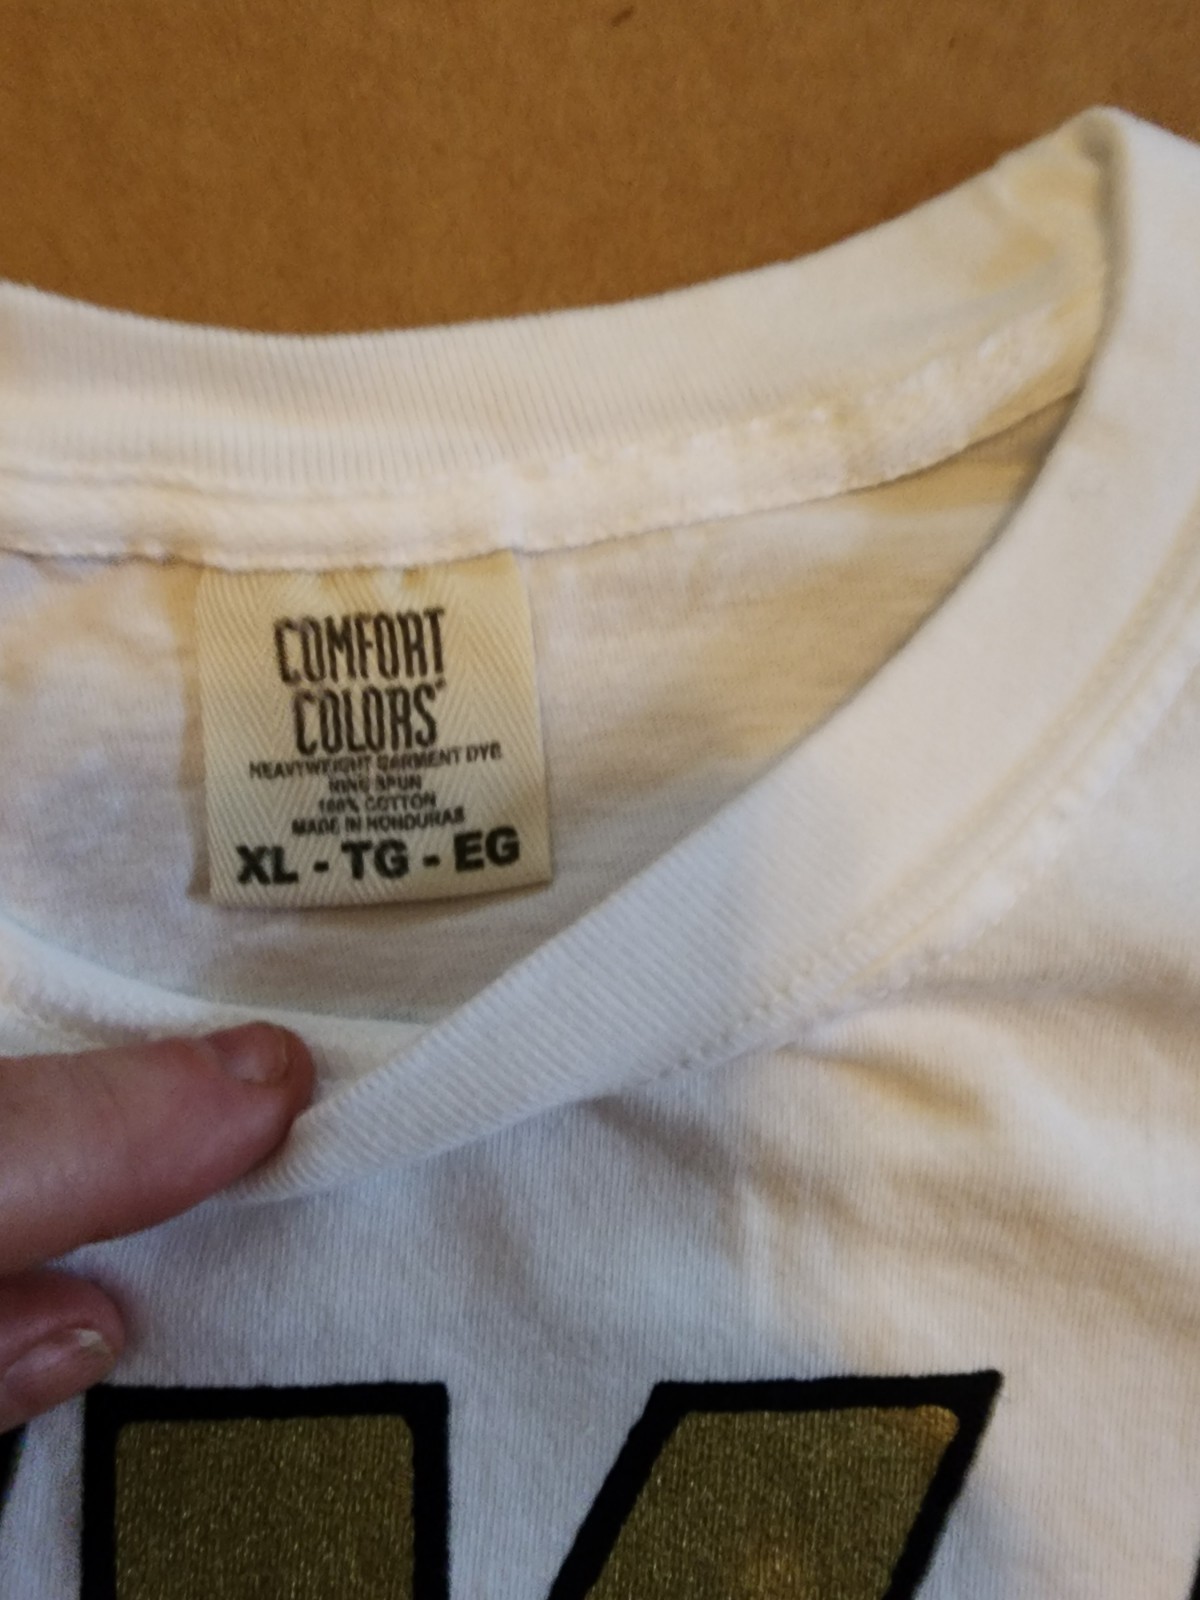 COMFORT
COLORS®
HEAVYWEIGHT GARMENT DYE
RING SPUN
100% COTTON
MADE IN HONDURAS
XL - TG - EG